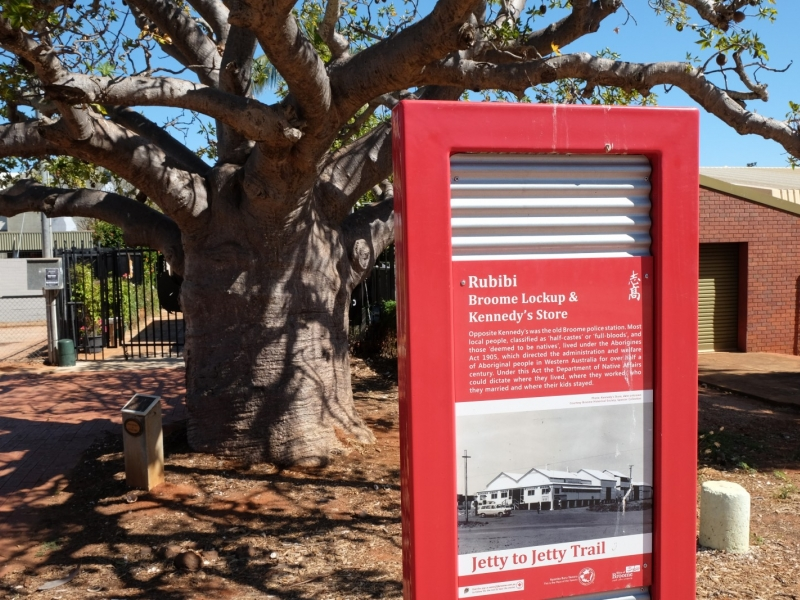 Rubibi
志高
Broome Lockup &
Kennedy's Store
Opposite Kennedy's was the old Broome police station. Most
local people, classified as 'half-castes' or 'full-bloods', and
those 'deemed to be natives', lived under the Aborigines
Act 1905, which directed the administration and welfare
of Aboriginal people in Western Australia for over half a
century. Under this Act the Department of Native Affairs
could dictate where they lived, where they worked, who
they married and where their kids stayed.
Jetty to Jetty Trail
Broome